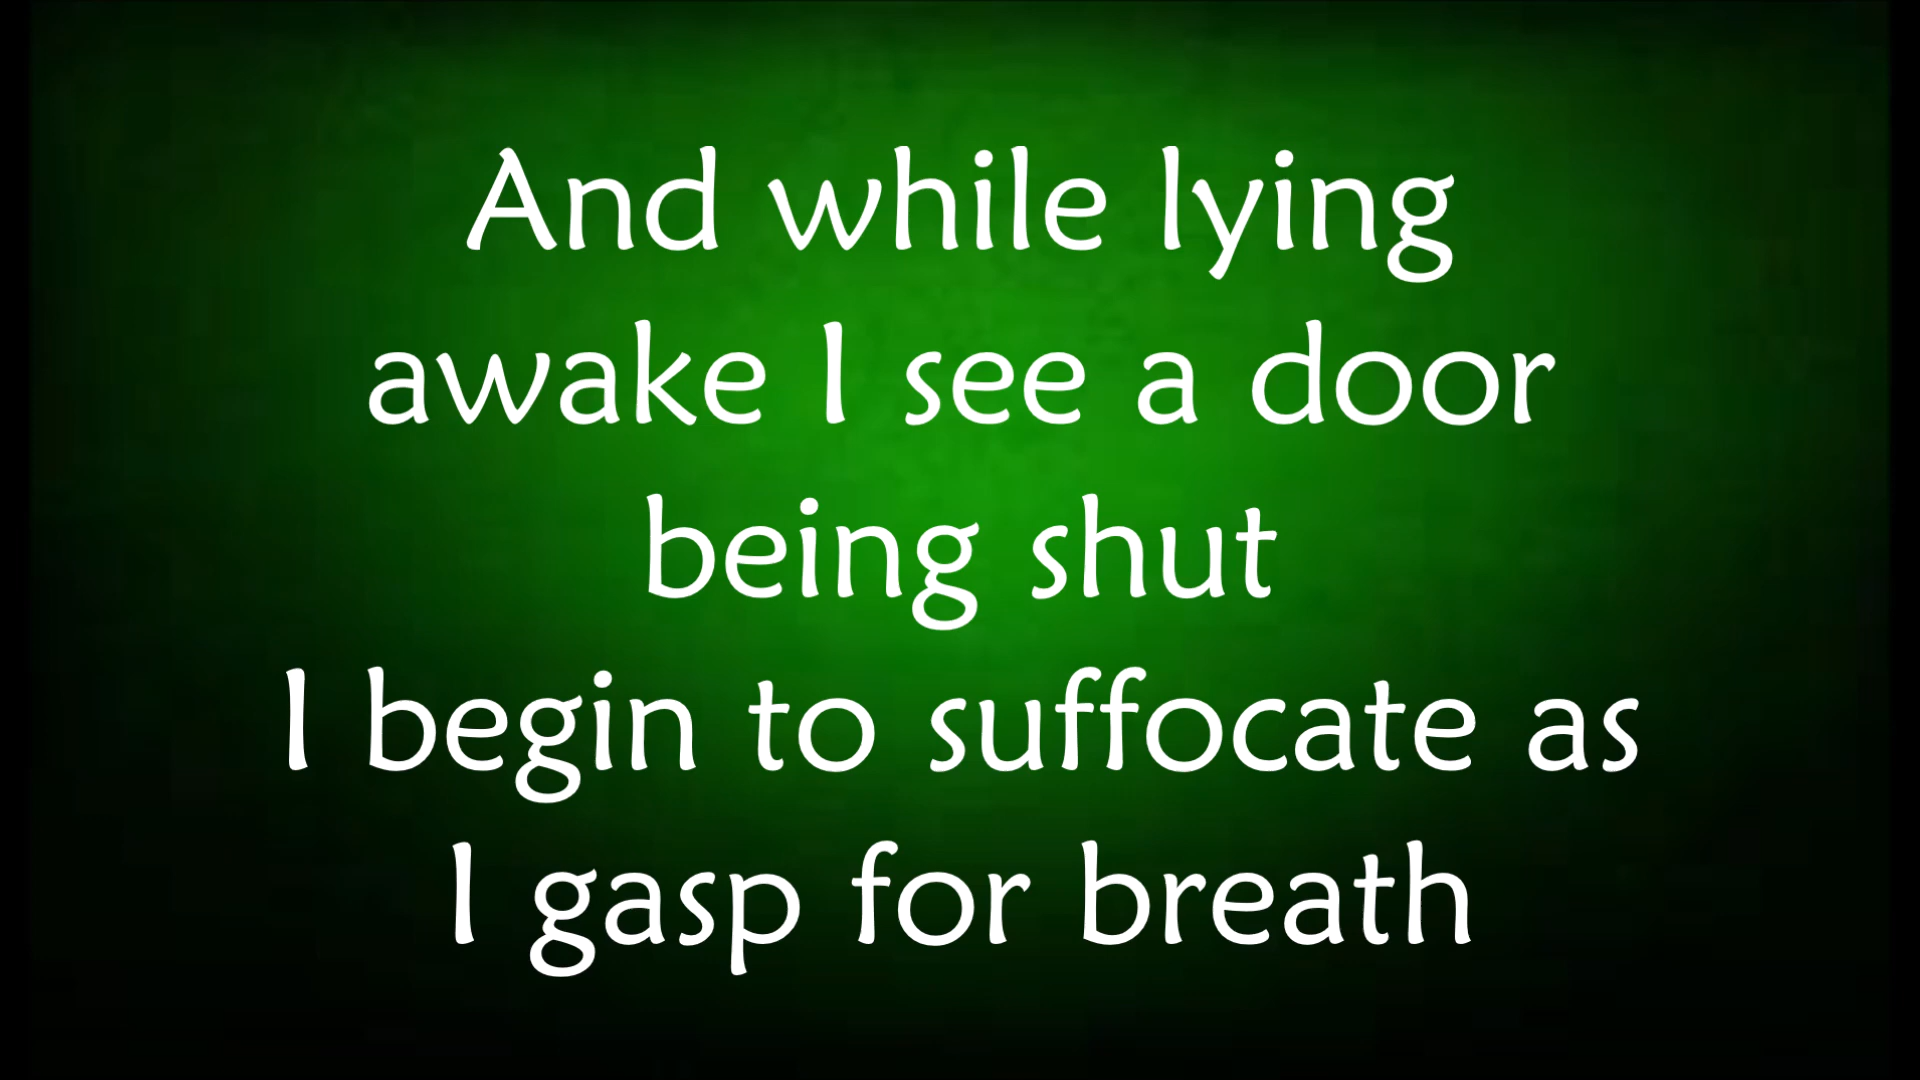 And while lying
awake I see a door
being shut
I begin to suffocate as
I gasp for breath